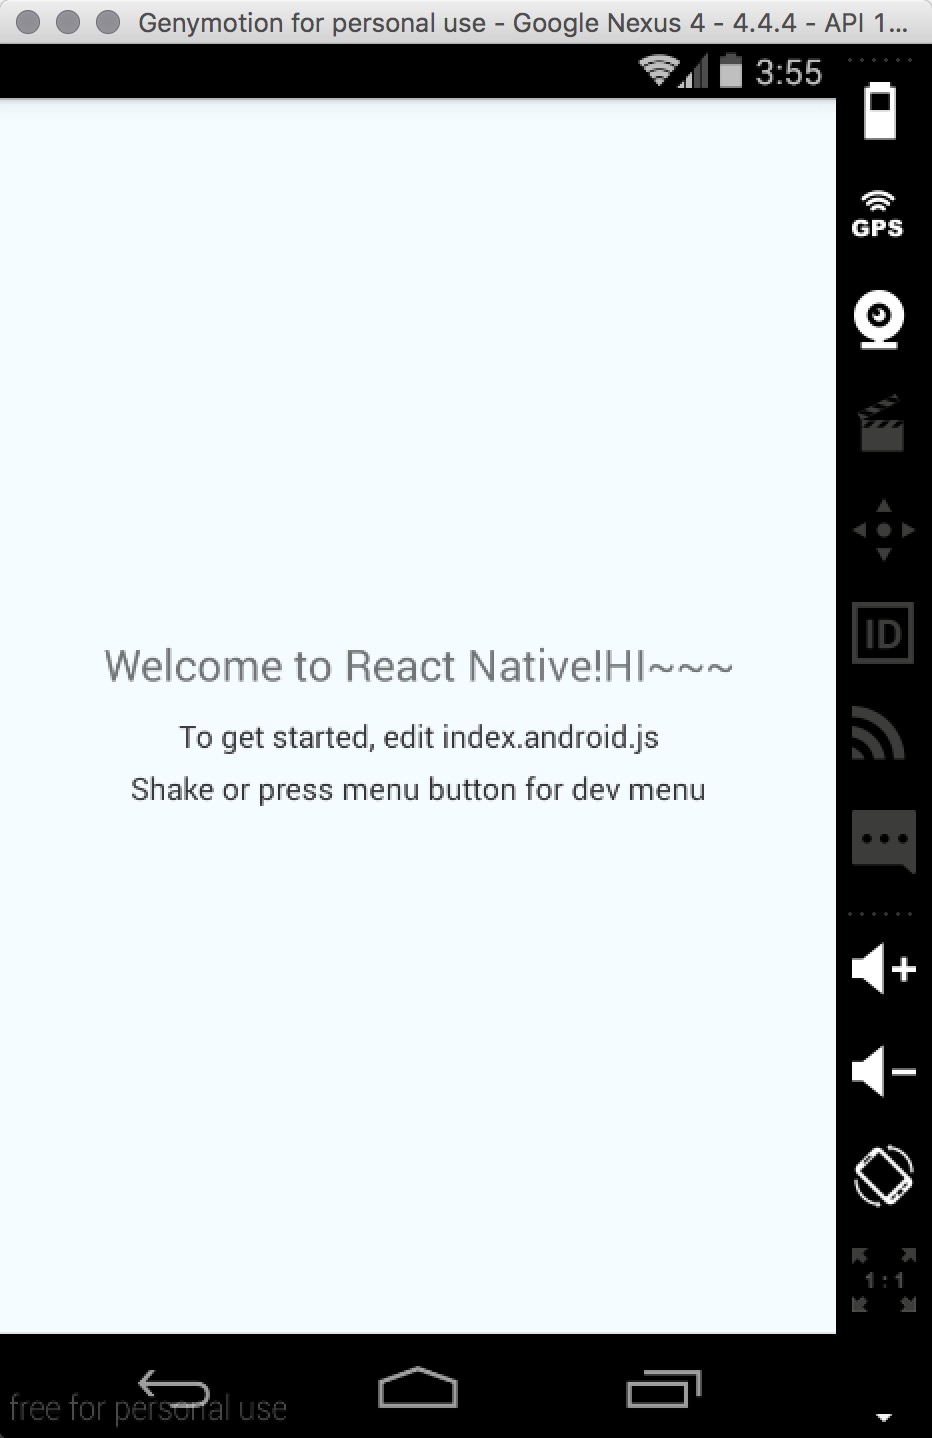 Genymotion for personal use - Google Nexus 4 - 4.4.4 - API 1...
3:55
GPS
ID
Welcome to React Native!HI~~~
To get started, edit index.android.js
Shake or press menu button for dev menu
1:1
free for personal use